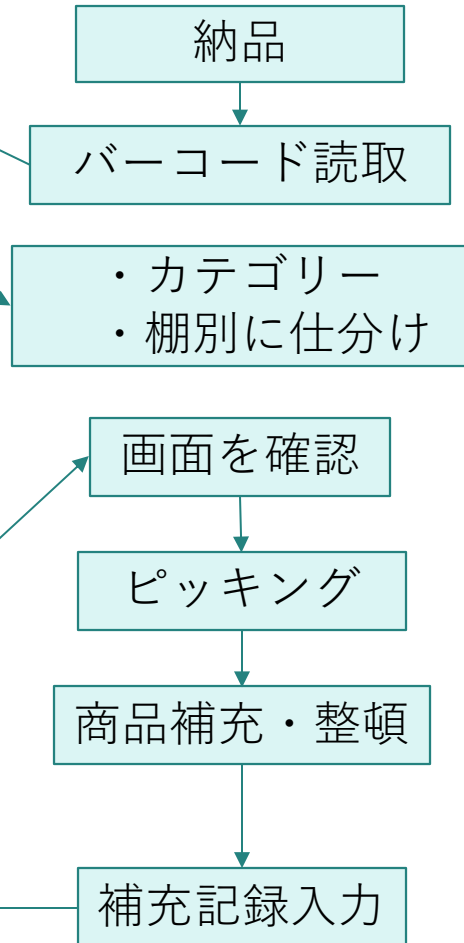 納品
バーコード読取
・カテゴリー
・棚別に仕分け
画面を確認
ピッキング
商品補充・整頓
補充記録入力